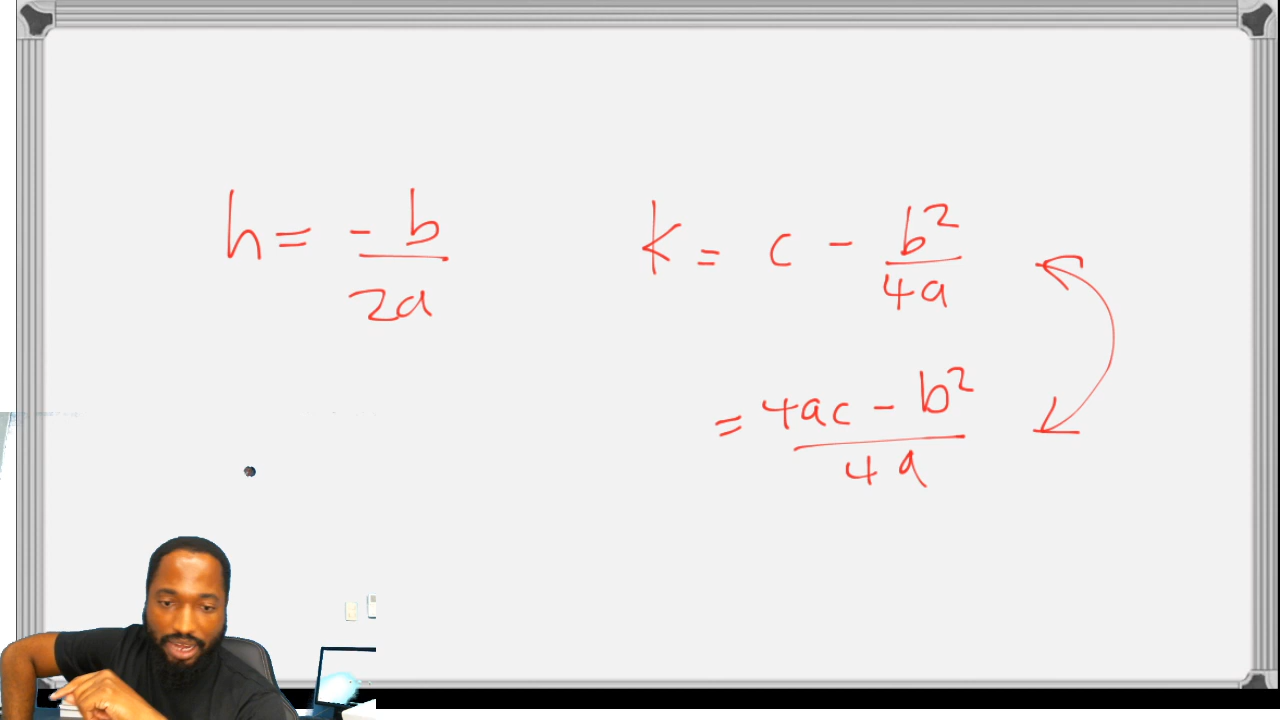 h = -b/2a
k = c - b²/4a
= 4ac - b²/4a